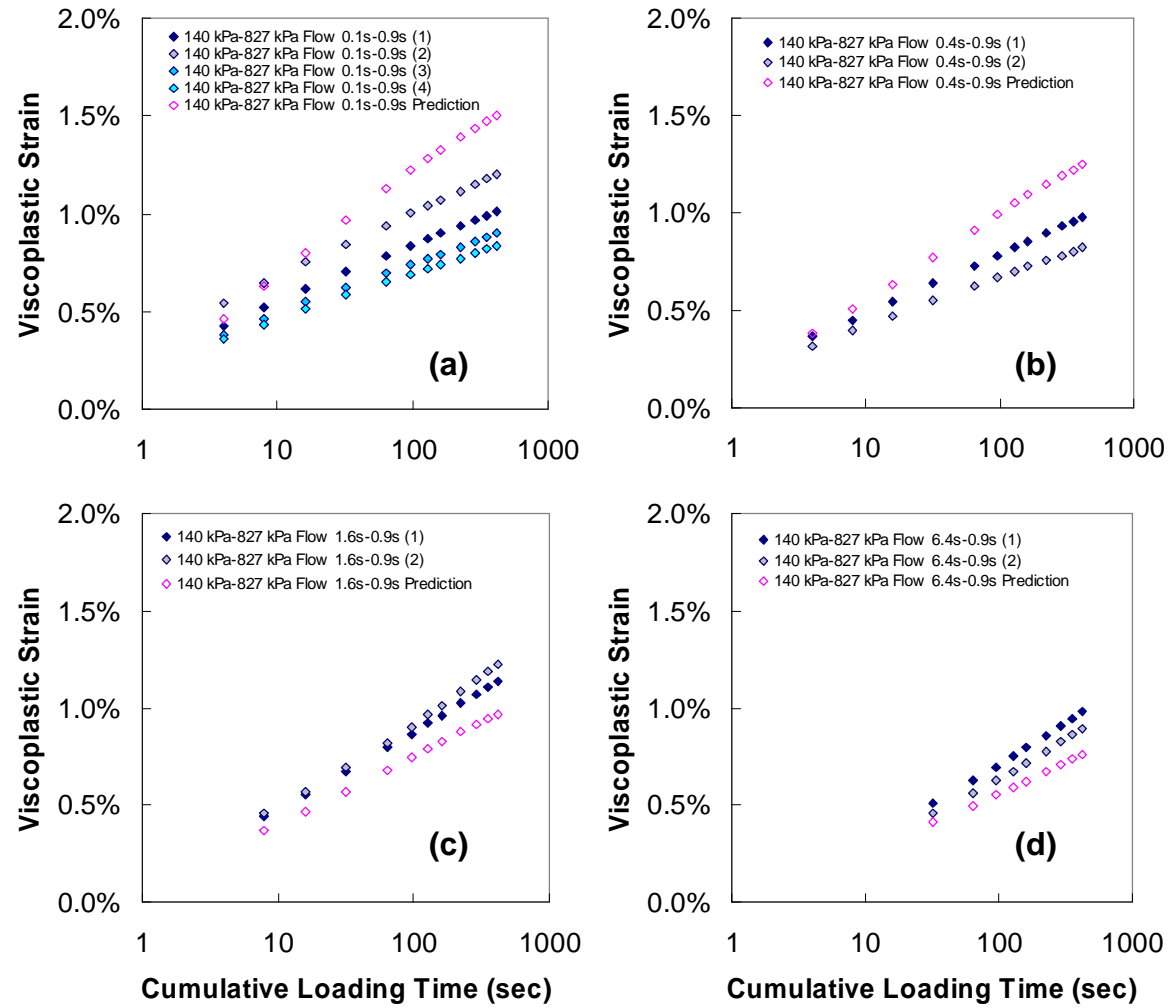 2.0%
1.5%
1.0%
0.5%
0.0%
Viscoplastic Strain
140 kPa-827 kPa Flow 0.1s-0.9s (1)
140 kPa-827 kPa Flow 0.1s-0.9s (2)
140 kPa-827 kPa Flow 0.1s-0.9s (3)
140 kPa-827 kPa Flow 0.1s-0.9s (4)
140 kPa-827 kPa Flow 0.1s-0.9s Prediction
(a)
1 10 100 1000
2.0%
1.5%
1.0%
0.5%
0.0%
Viscoplastic Strain
140 kPa-827 kPa Flow 0.4s-0.9s (1)
140 kPa-827 kPa Flow 0.4s-0.9s (2)
140 kPa-827 kPa Flow 0.4s-0.9s Prediction
(b)
1 10 100 1000
2.0%
1.5%
1.0%
0.5%
0.0%
Viscoplastic Strain
140 kPa-827 kPa Flow 1.6s-0.9s (1)
140 kPa-827 kPa Flow 1.6s-0.9s (2)
140 kPa-827 kPa Flow 1.6s-0.9s Prediction
(c)
1 10 100 1000
Cumulative Loading Time (sec)
2.0%
1.5%
1.0%
0.5%
0.0%
Viscoplastic Strain
140 kPa-827 kPa Flow 6.4s-0.9s (1)
140 kPa-827 kPa Flow 6.4s-0.9s (2)
140 kPa-827 kPa Flow 6.4s-0.9s Prediction
(d)
1 10 100 1000
Cumulative Loading Time (sec)